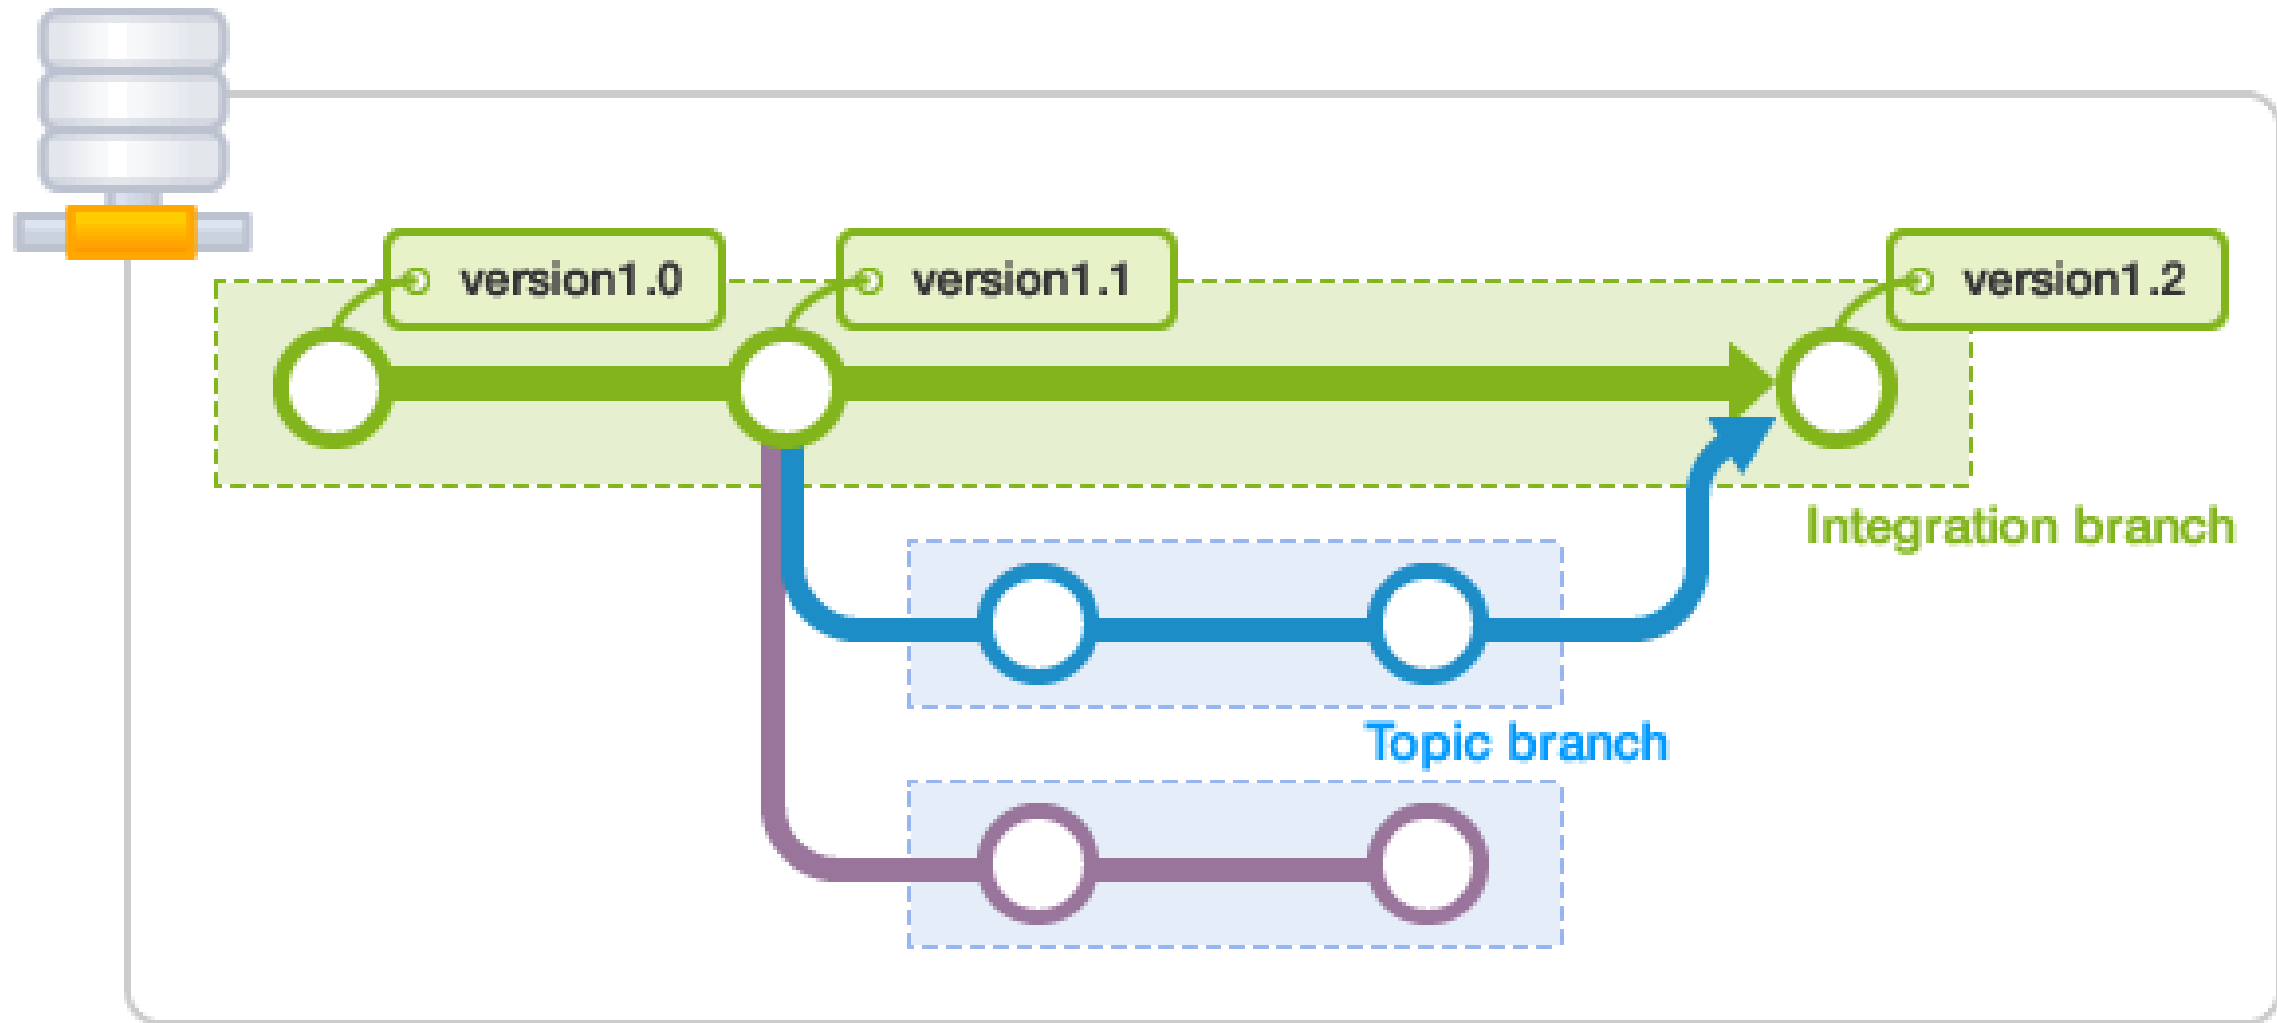 version1.0
version1.1
version1.2
Integration branch
Topic branch